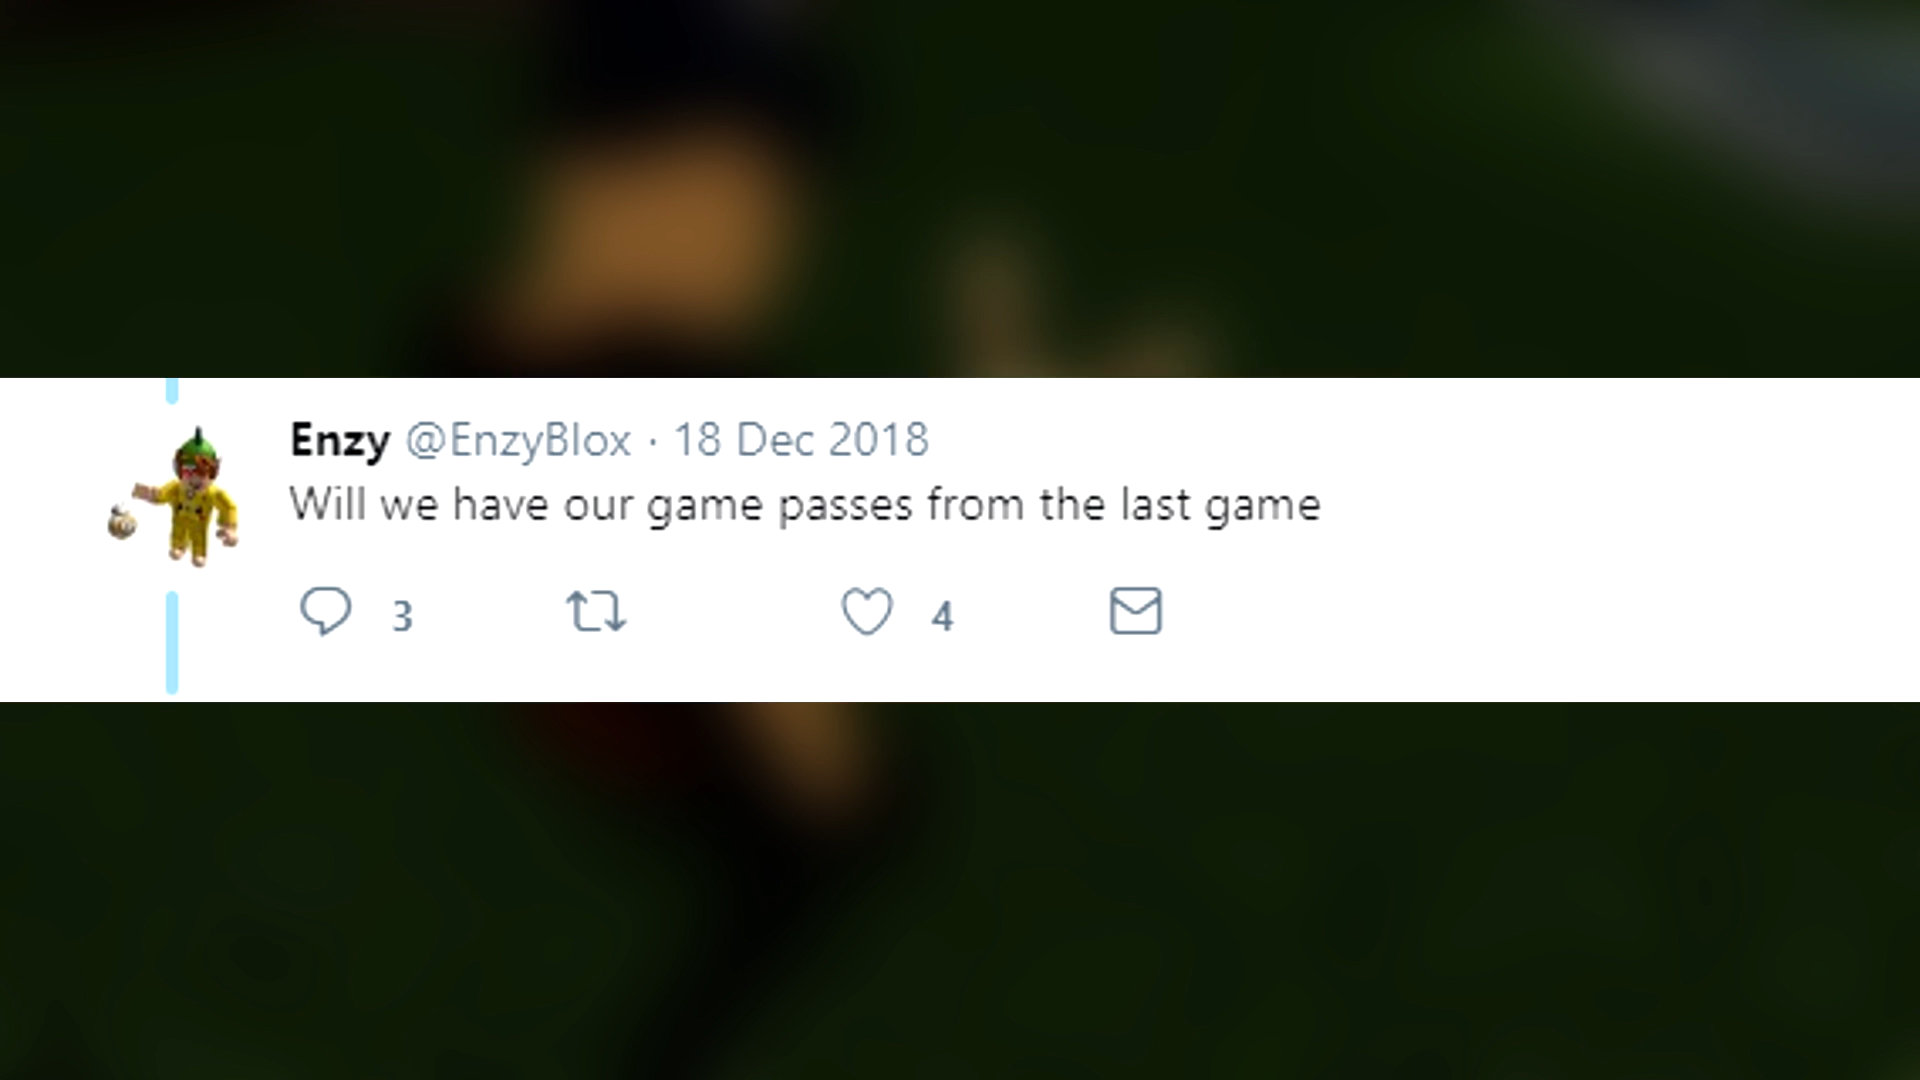 Enzy @EnzyBlox · 18 Dec 2018
Will we have our game passes from the last game
3 4